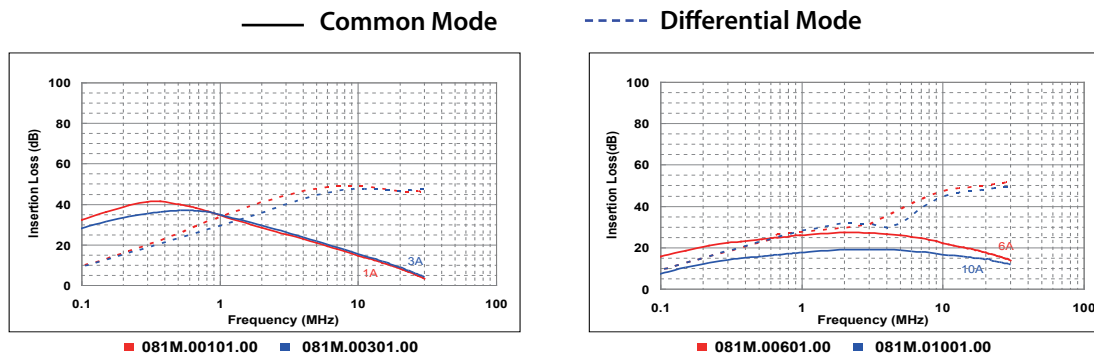 Common Mode
Differential Mode
100
80
60
40
20
0
Insertion Loss(dB)
0.1
1
10
100
Frequency (MHz)
1A
3A
081M.00101.00
081M.00301.00
100
80
60
40
20
0
Insertion Loss(dB)
0.1
1
10
100
Frequency (MHz)
6A
10A
081M.00601.00
081M.01001.00